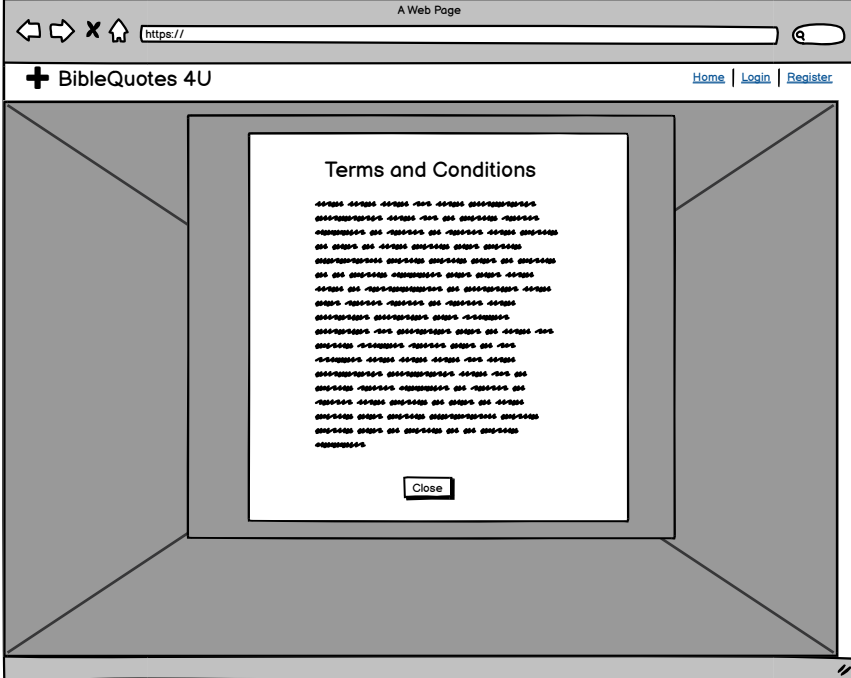 A Web Page
https://
BibleQuotes 4U
Home
Login
Register
Terms and Conditions
Close